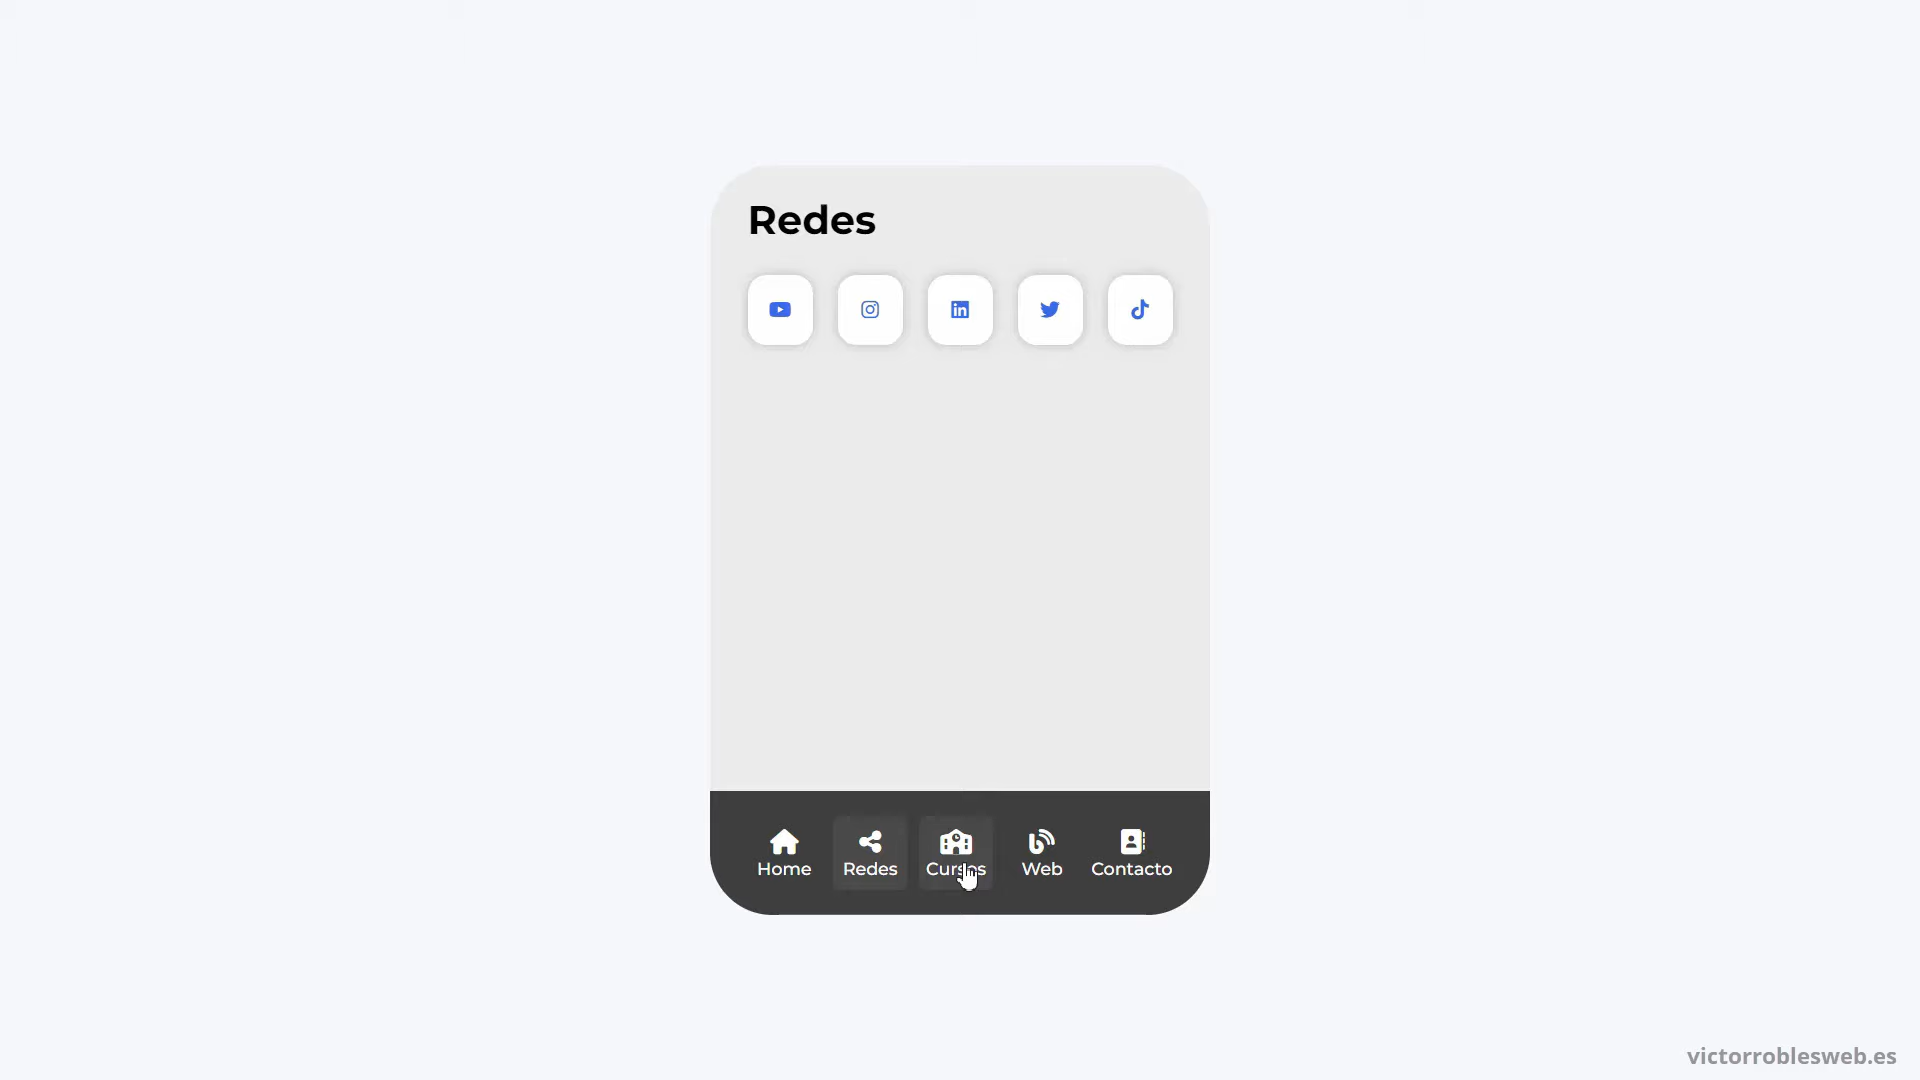 Redes
Home
Redes
Cursos
Web
Contacto
victorroblesweb.es